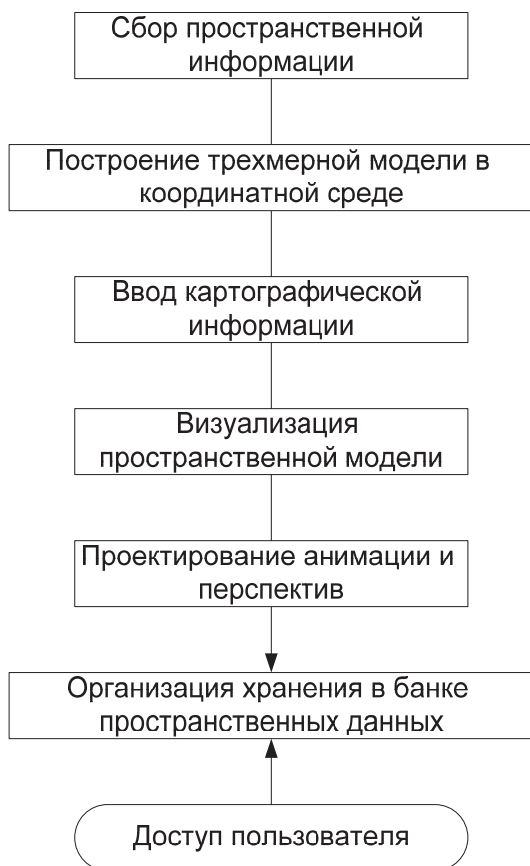 Сбор пространственной
информации
Построение трехмерной модели в
координатной среде
Ввод картографической
информации
Визуализация
пространственной модели
Проектирование анимации и
перспектив
Организация хранения в банке
пространственных данных
Доступ пользователя